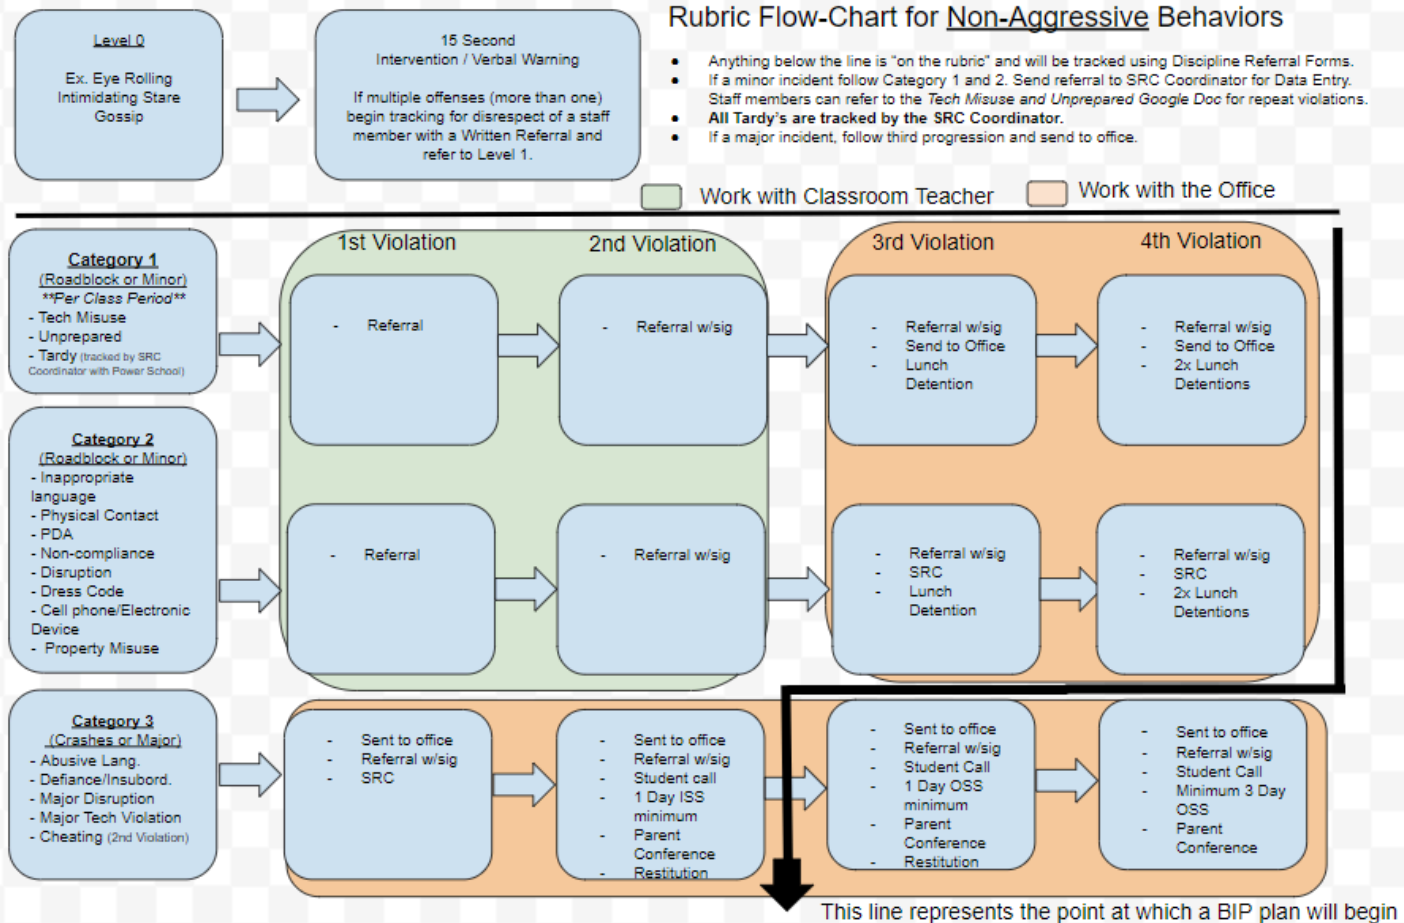 Rubric Flow-Chart for Non-Aggressive Behaviors
Level 0
Ex. Eye Rolling
Intimidating Stare
Gossip
15 Second
Intervention / Verbal Warning
If multiple offenses (more than one)
begin tracking for disrespect of a staff
member with a Written Referral and
refer to Level 1.
● Anything below the line is "on the rubric" and will be tracked using Discipline Referral Forms.
● If a minor incident follow Category 1 and 2. Send referral to SRC Coordinator for Data Entry.
Staff members can refer to the Tech Misuse and Unprepared Google Doc for repeat violations.
● All Tardy's are tracked by the SRC Coordinator.
● If a major incident, follow third progression and send to office.
Work with Classroom Teacher
Work with the Office
1st Violation
2nd Violation
3rd Violation
4th Violation
Category 1
(Roadblock or Minor)
**Per Class Period**
- Tech Misuse
- Unprepared
- Tardy (tracked by SRC
Coordinator with Power School)
- Referral
- Referral w/sig
- Referral w/sig
- Send to Office
- Lunch
Detention
- Referral w/sig
- Send to Office
- 2x Lunch
Detentions
Category 2
(Roadblock or Minor)
- Inappropriate
language
- Physical Contact
- PDA
- Non-compliance
- Disruption
- Dress Code
- Cell phone/Electronic
Device
- Property Misuse
- Referral
- Referral w/sig
- Referral w/sig
- SRC
- Lunch
Detention
- Referral w/sig
- SRC
- 2x Lunch
Detentions
Category 3
(Crashes or Major)
- Abusive Lang.
- Defiance/Insubord.
- Major Disruption
- Major Tech Violation
- Cheating (2nd Violation)
- Sent to office
- Referral w/sig
- SRC
- Sent to office
- Referral w/sig
- Student call
- 1 Day ISS
minimum
- Parent
Conference
- Restitution
- Sent to office
- Referral w/sig
- Student Call
- 1 Day OSS
minimum
- Parent
Conference
- Restitution
- Sent to office
- Referral w/sig
- Student Call
- Minimum 3 Day
OSS
- Parent
Conference
This line represents the point at which a BIP plan will begin